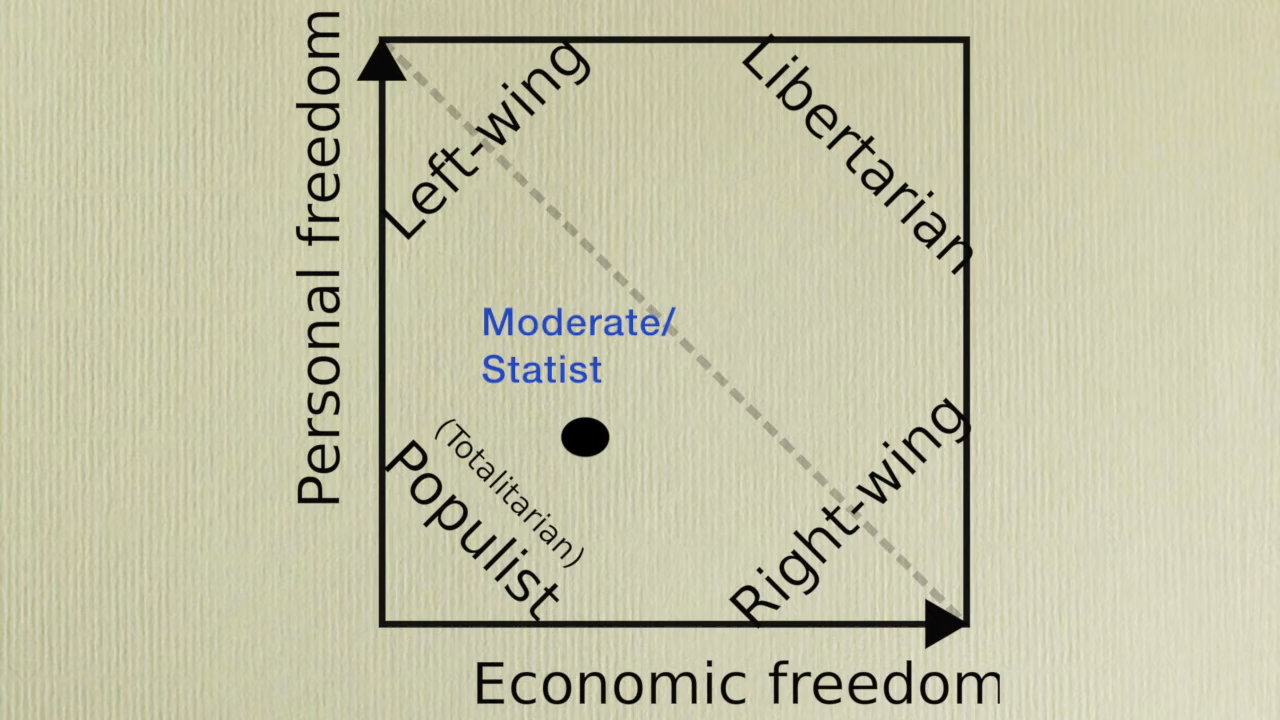 Personal freedom
Left-wing
Libertarian
Moderate/
Statist
(Totalitarian)
Populist
Right-wing
Economic freedom